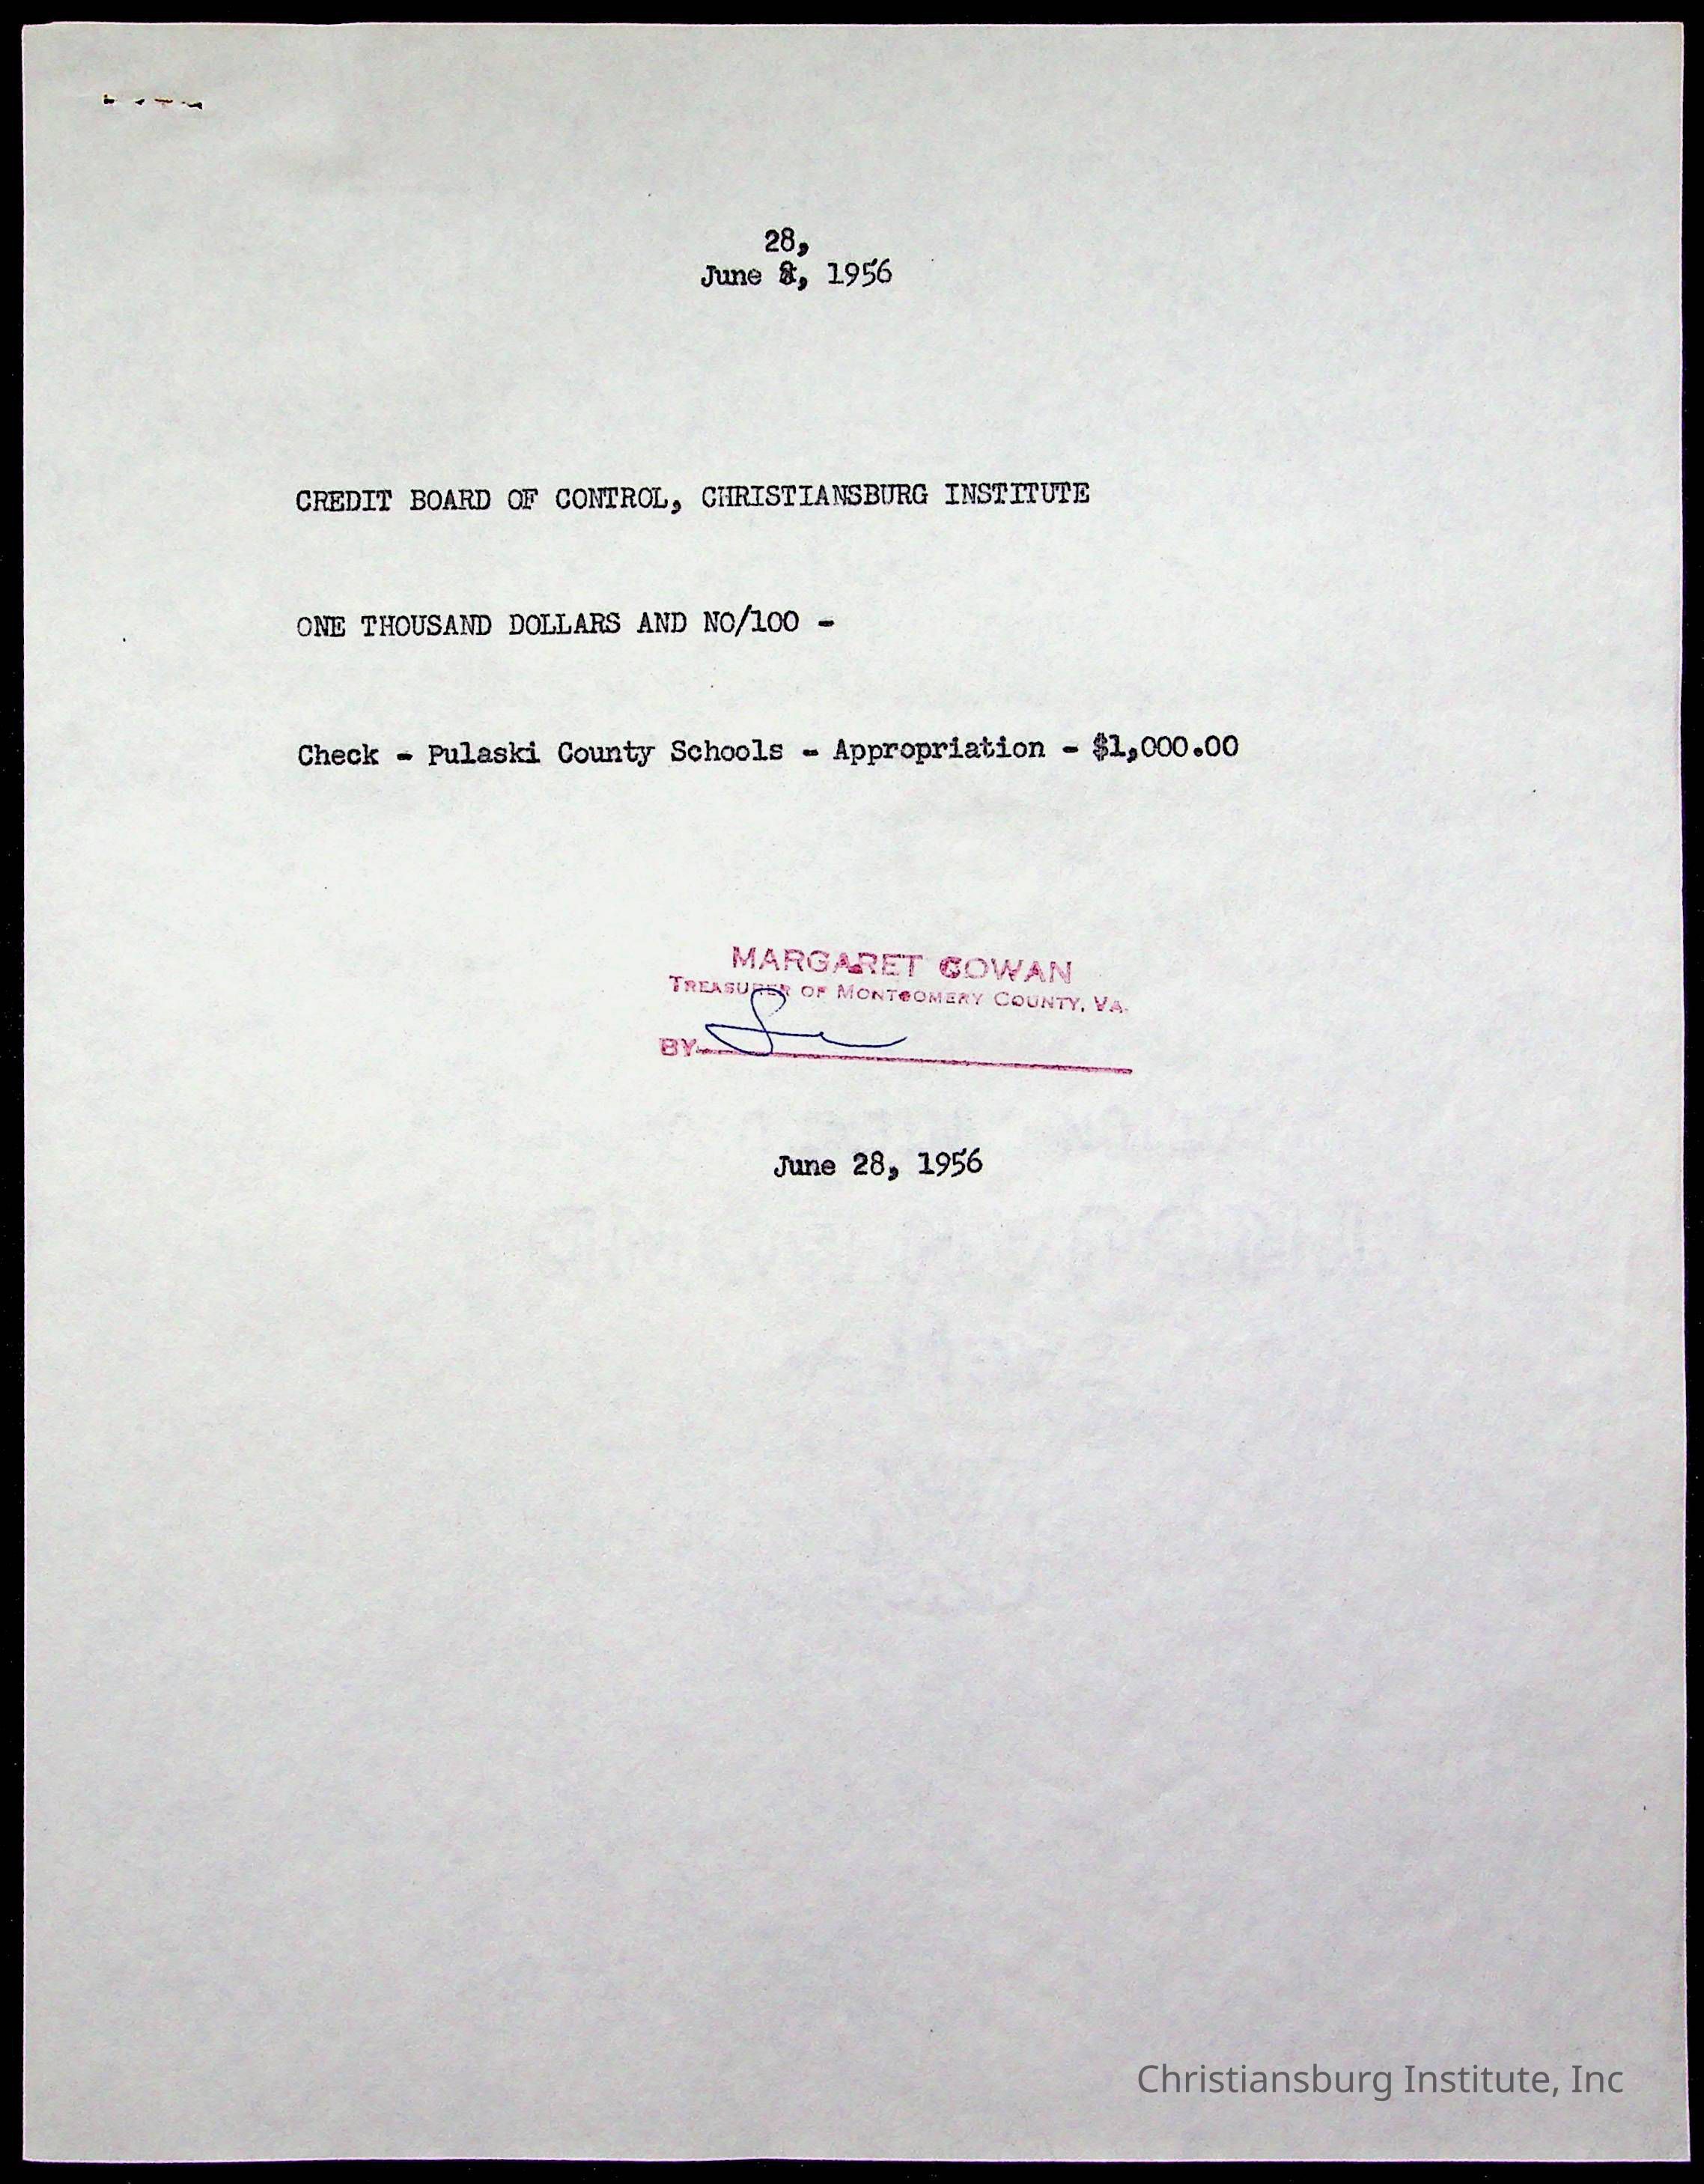 28,
June 8, 1956
CREDIT BOARD OF CONTROL, CHRISTIANSBURG INSTITUTE
ONE THOUSAND DOLLARS AND NO/100 -
Check - Pulaski County Schools - Appropriation - $1,000.00
MARGARET COWAN
TREASURER OF MONTGOMERY COUNTY, VA.
BY
June 28, 1956
Christiansburg Institute, Inc